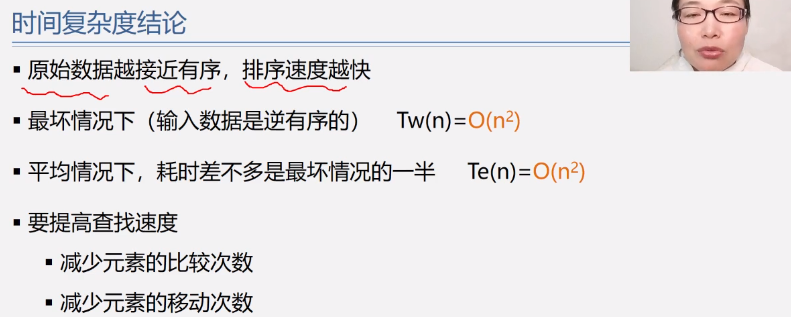 时间复杂度结论
▪ 原始数据越接近有序，排序速度越快
▪ 最坏情况下（输入数据是逆有序的） Tw(n)=O(n²)
▪ 平均情况下，耗时差不多是最坏情况的一半 Te(n)=O(n²)
▪ 要提高查找速度
▪ 减少元素的比较次数
▪ 减少元素的移动次数